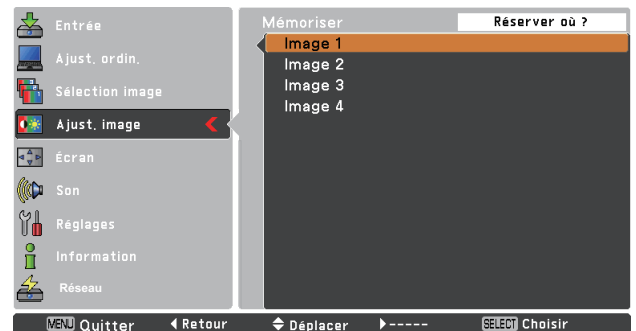 Entrée
Ajust. ordin.
Sélection image
Ajust. image
Écran
Son
Réglages
Information
Réseau
Mémoriser
Réserver où ?
Image 1
Image 2
Image 3
Image 4
MENU Quitter
Retour
Déplacer
-----
SELECT Choisir